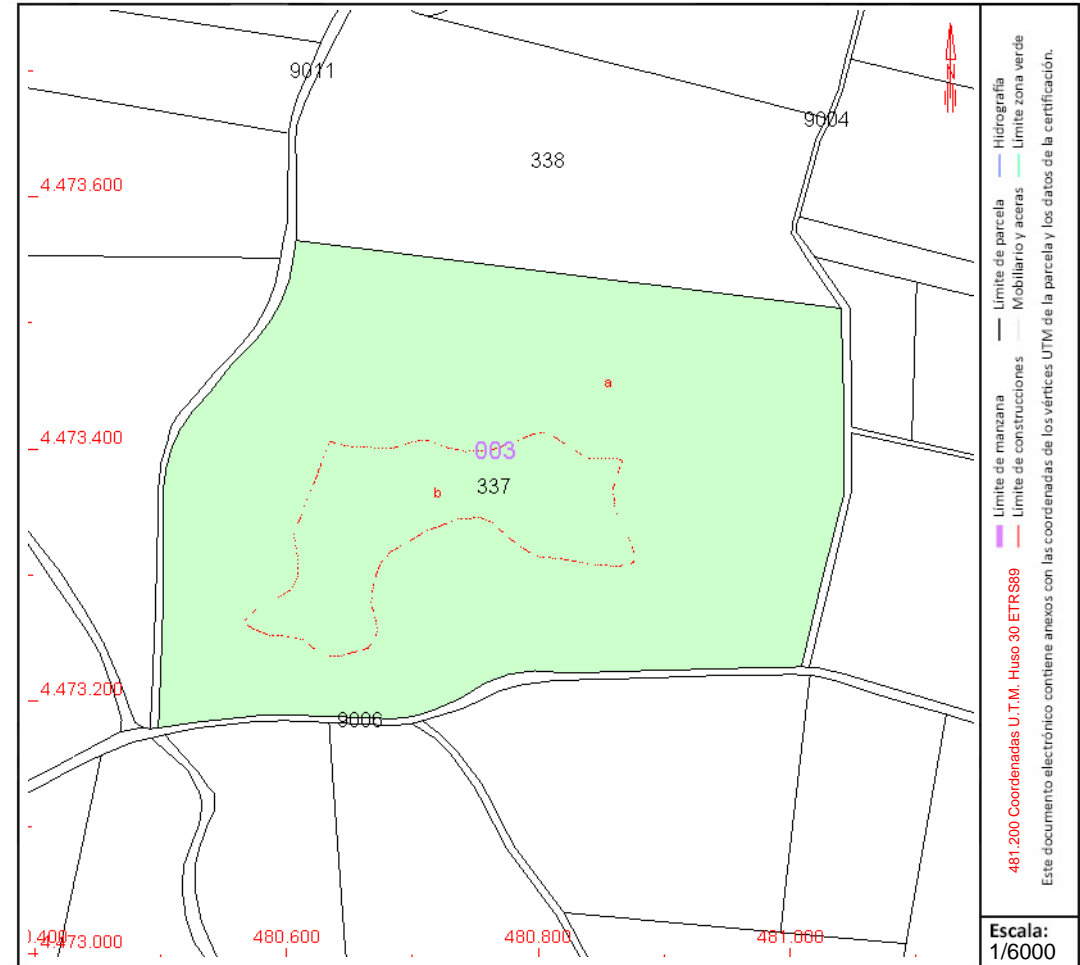 9011
9004
338
4.473.600
a
4.473.400
003
b
337
4.473.200
9006
4.473.000
480.600
480.800
481.000
N
Hidrografía
Límite zona verde
Límite de parcela
Mobiliario y aceras
Límite de manzana
Límite de construcciones
481.200 Coordenadas U.T.M. Huso 30 ETRS89
Este documento electrónico contiene anexos con las coordenadas de los vértices UTM de la parcela y los datos de la certificación.
Escala:
1/6000